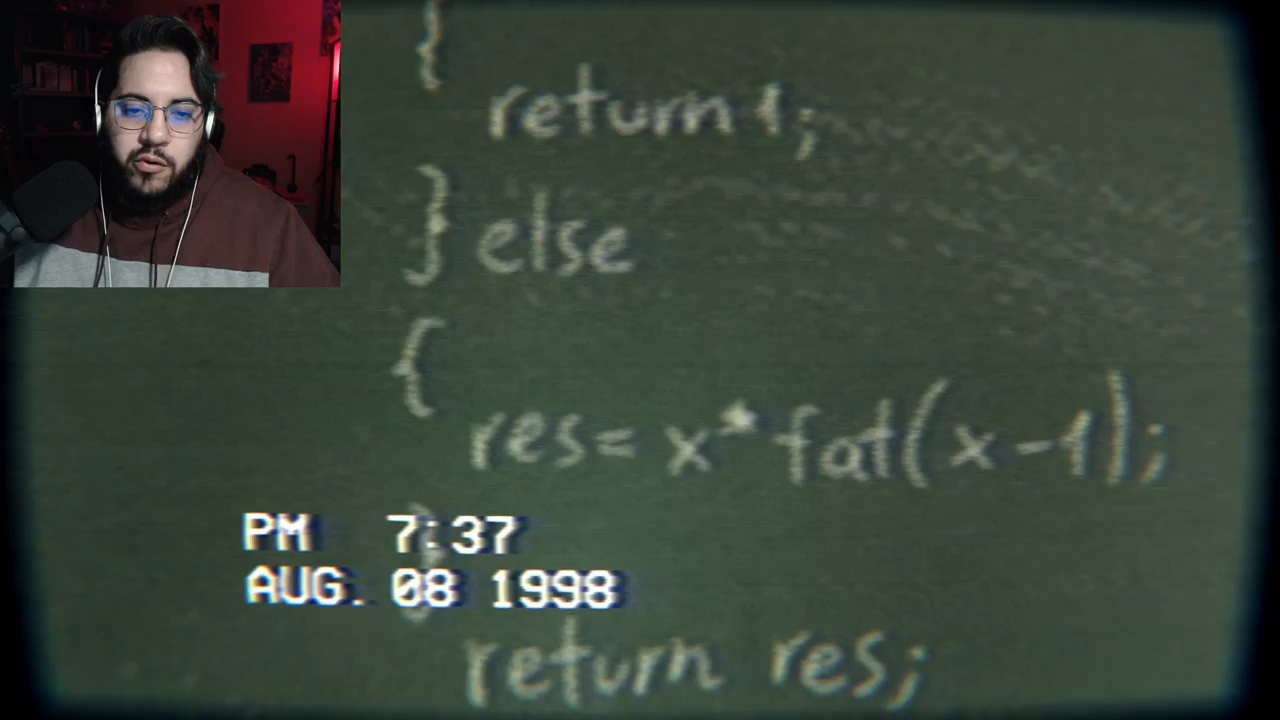 {
return 1;
} else
{
res = x * fat(x-1);
}
return res;
PM 7:37
AUG. 08 1998